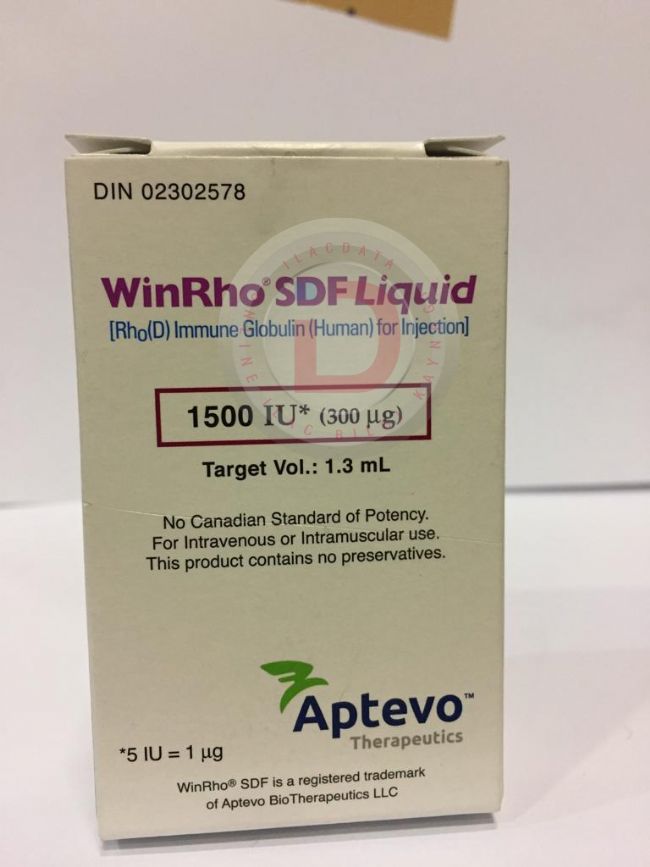 DIN 02302578
WinRho® SDF Liquid
[Rho(D) Immune Globulin (Human) for Injection]
1500 IU* (300 µg)
Target Vol.: 1.3 mL
No Canadian Standard of Potency.
For Intravenous or Intramuscular use.
This product contains no preservatives.
Aptevo™
Therapeutics
*5 IU = 1 µg
WinRho® SDF is a registered trademark
of Aptevo BioTherapeutics LLC
ILACDATA
D